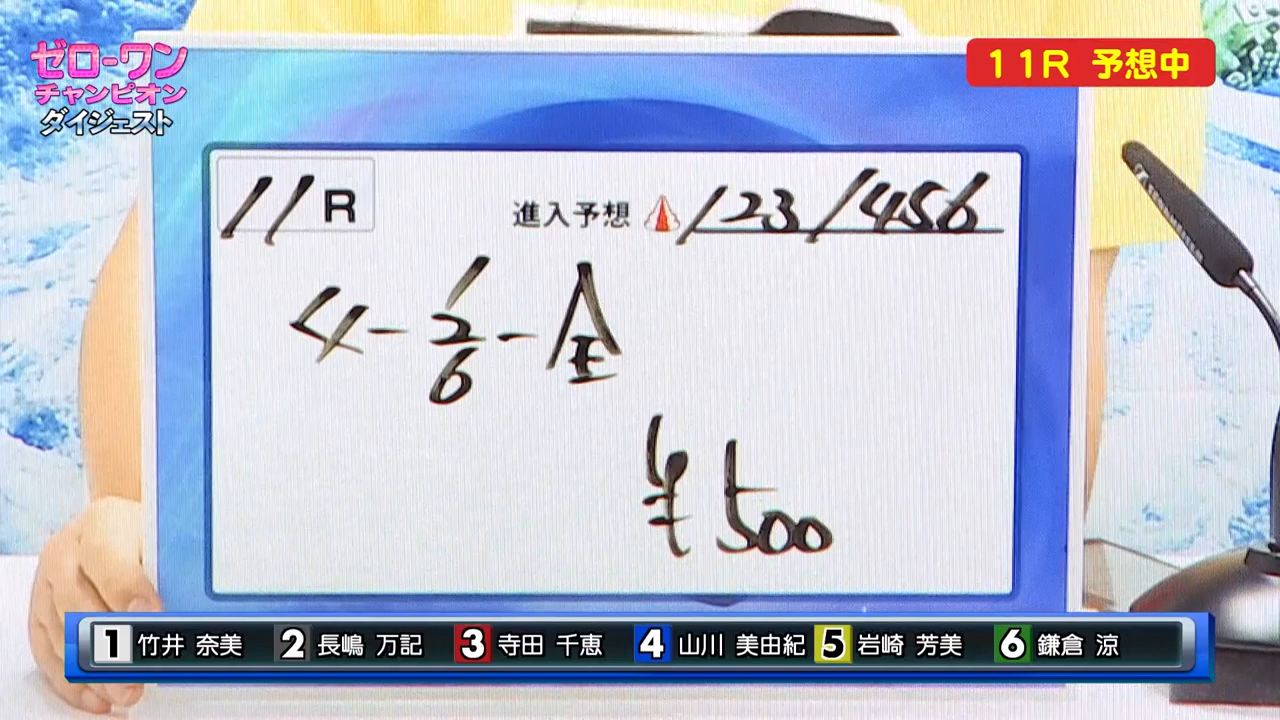 ゼロ-ワン
チャンピオン
ダイジェスト
11R 予想中
11R 進入予想 /123/456
4-1/2/6-全
¥500
1 竹井 奈美 2 長嶋 万記 3 寺田 千恵 4 山川 美由紀 5 岩崎 芳美 6 鎌倉 涼